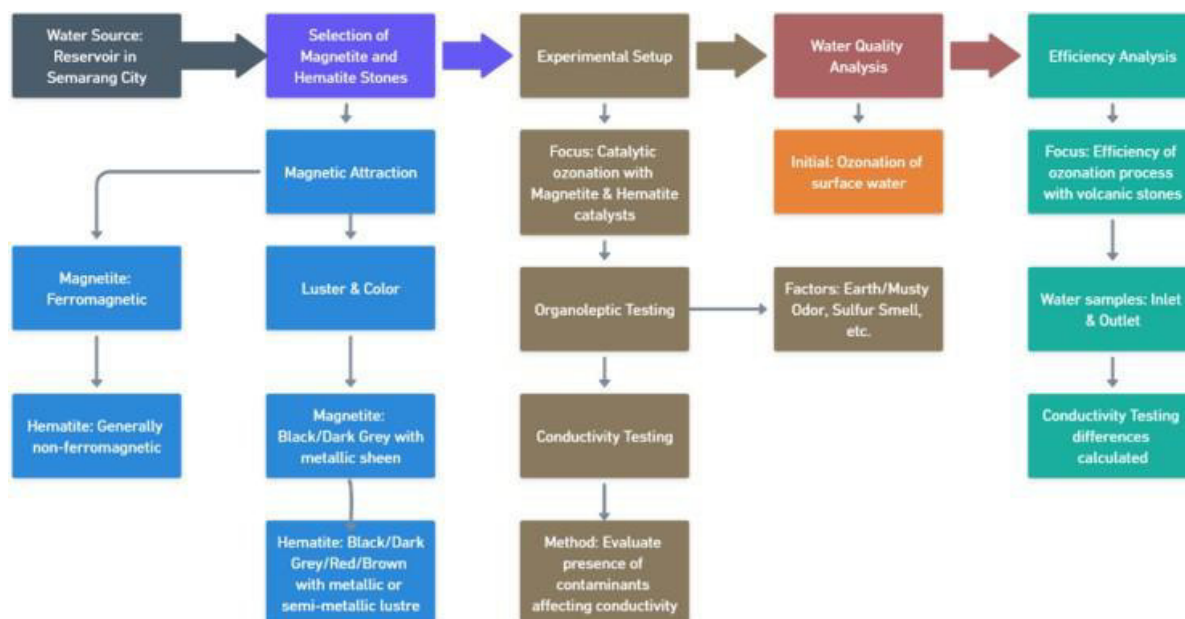 Water Source:
Reservoir in
Semarang City
Selection of
Magnetite and
Hematite Stones
Experimental Setup
Water Quality
Analysis
Efficiency Analysis
Magnetic Attraction
Focus: Catalytic
ozonation with
Magnetite & Hematite
catalysts
Initial: Ozonation of
surface water
Focus: Efficiency of
ozonation process
with volcanic stones
Magnetite:
Ferromagnetic
Luster & Color
Organoleptic Testing
Factors: Earth/Musty
Odor, Sulfur Smell,
etc.
Water samples: Inlet
& Outlet
Hematite: Generally
non-ferromagnetic
Magnetite:
Black/Dark Grey with
metallic sheen
Conductivity Testing
Conductivity Testing
differences
calculated
Hematite: Black/Dark
Grey/Red/Brown
with metallic or
semi-metallic lustre
Method: Evaluate
presence of
contaminants
affecting conductivity